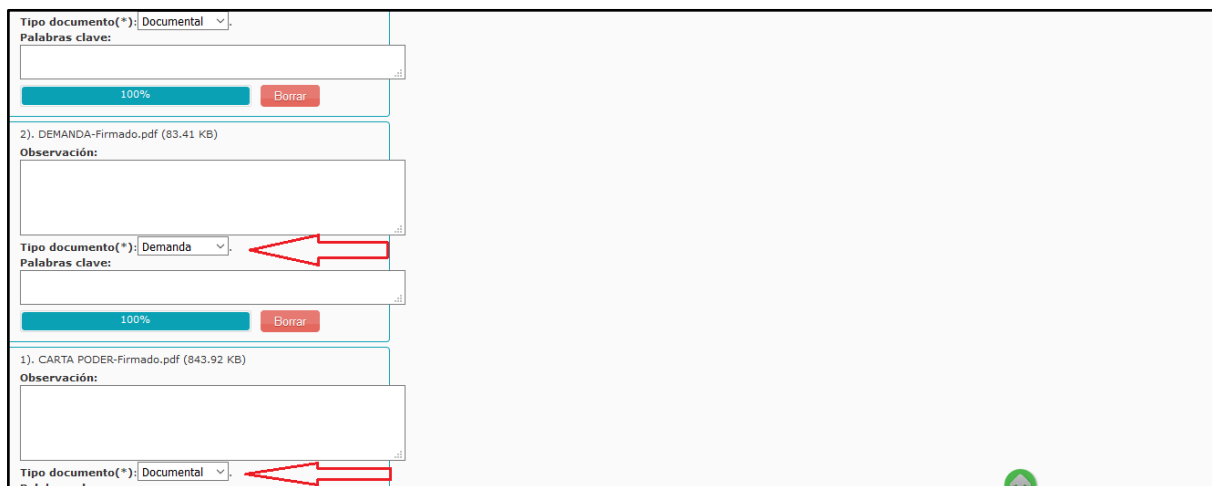 Tipo documento(*): Documental .
Palabras clave:
100% Borrar
2). DEMANDA-Firmado.pdf (83.41 KB)
Observación:
Tipo documento(*): Demanda .
Palabras clave:
100% Borrar
1). CARTA PODER-Firmado.pdf (843.92 KB)
Observación:
Tipo documento(*): Documental .